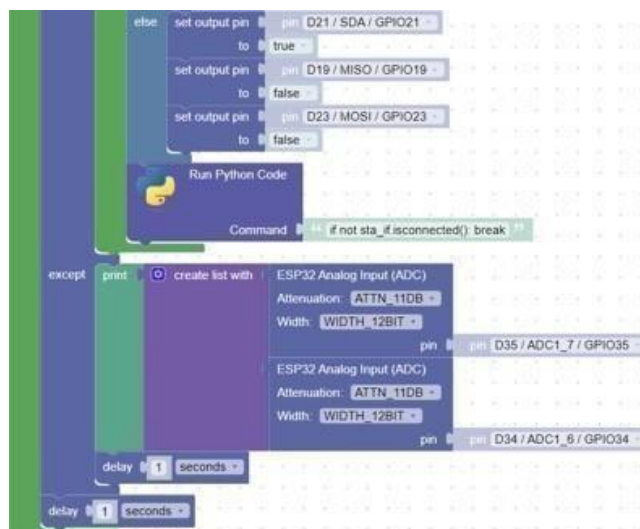 else set output pin pin D21 / SDA / GPIO21
to true
set output pin pin D19 / MISO / GPIO19
to false
set output pin pin D23 / MOSI / GPIO23
to false
Run Python Code
Command “ if not sta_if.isconnected(): break ”
except print create list with ESP32 Analog Input (ADC)
Attenuation: ATTN_11DB
Width: WIDTH_12BIT
pin pin D35 / ADC1_7 / GPIO35
ESP32 Analog Input (ADC)
Attenuation: ATTN_11DB
Width: WIDTH_12BIT
pin pin D34 / ADC1_6 / GPIO34
delay 1 seconds
delay 1 seconds